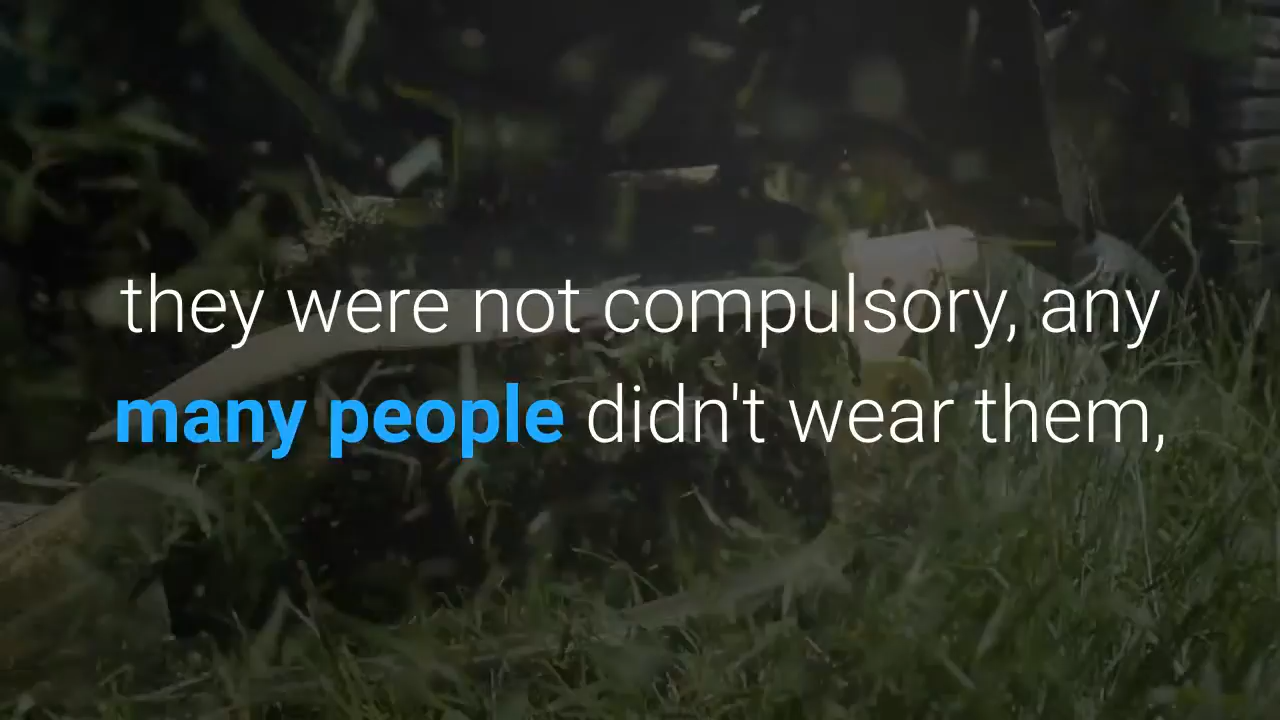 they were not compulsory, any
many people didn't wear them,